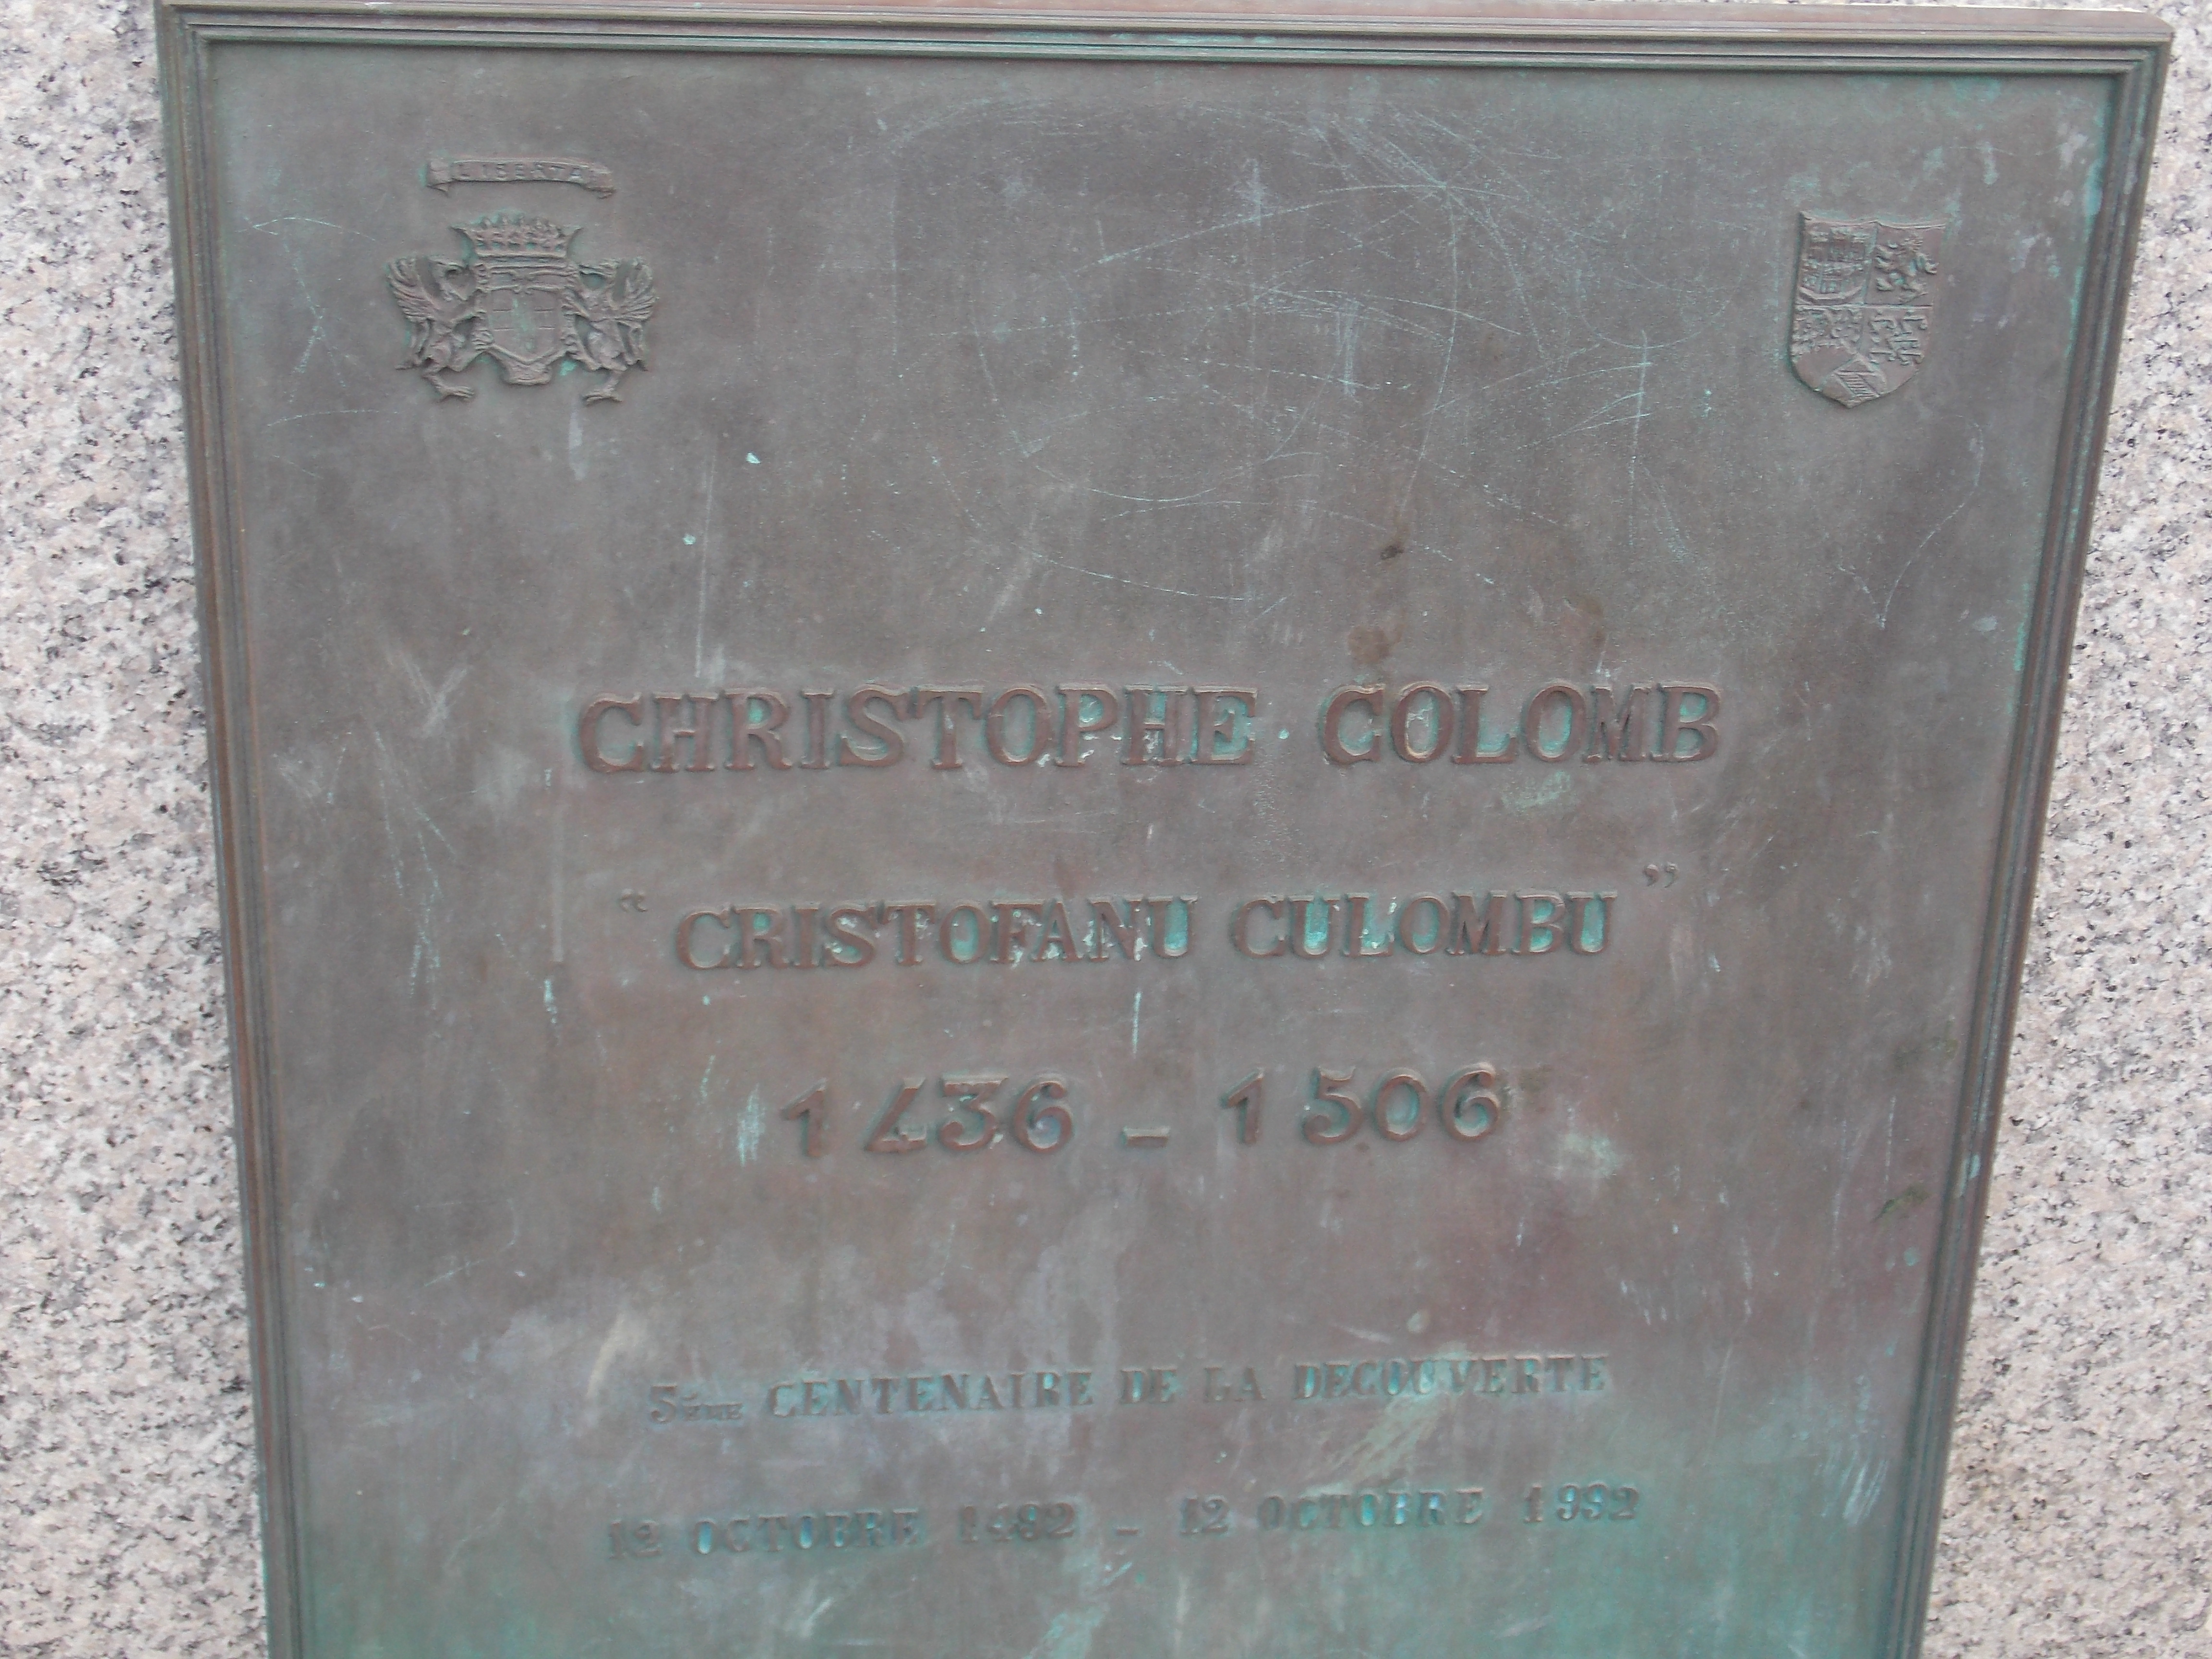 LIBERTA
CHRISTOPHE COLOMB
“CRISTOFANU CULOMBU”
1436 - 1506
5ème CENTENAIRE DE LA DECOUVERTE
12 OCTOBRE 1492 - 12 OCTOBRE 1992